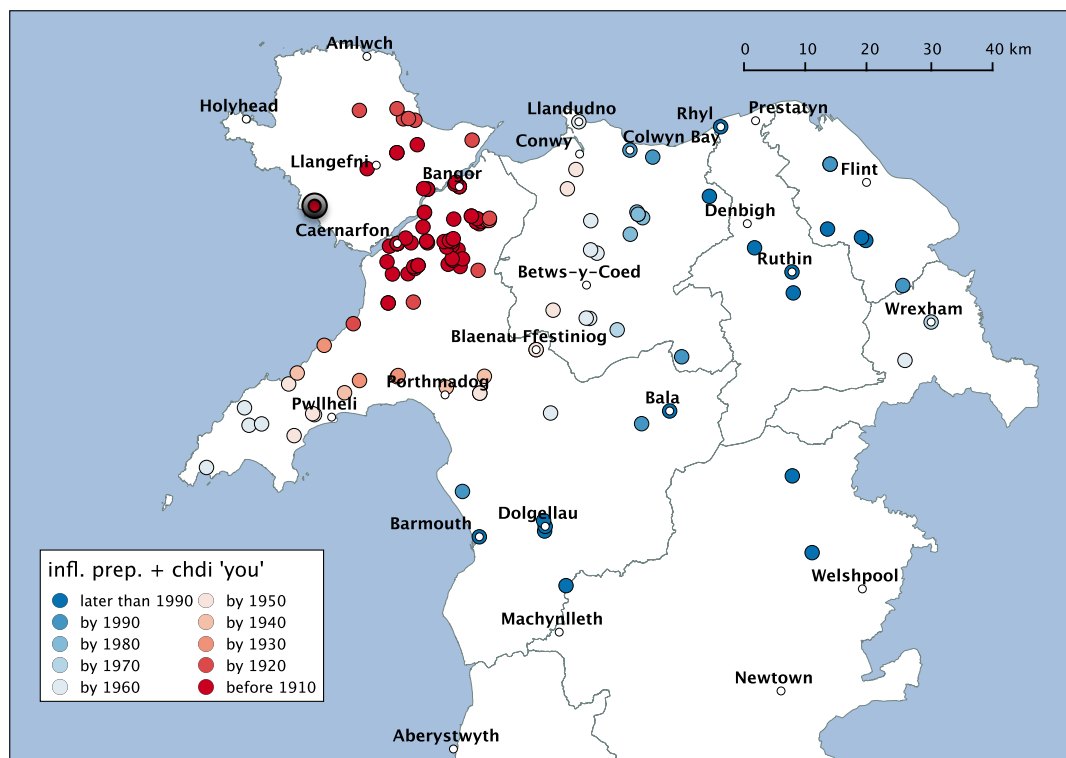 Amlwch
0 10 20 30 40 km
Holyhead
Llandudno
Rhyl
Prestatyn
Conwy
Colwyn Bay
Llangefni
Bangor
Flint
Denbigh
Caernarfon
Ruthin
Betws-y-Coed
Wrexham
Blaenau Ffestiniog
Porthmadog
Bala
Pwllheli
Dolgellau
Barmouth
infl. prep. + chdi 'you'
later than 1990 by 1950
by 1990 by 1940
by 1980 by 1930
by 1970 by 1920
by 1960 before 1910
Welshpool
Machynlleth
Newtown
Aberystwyth